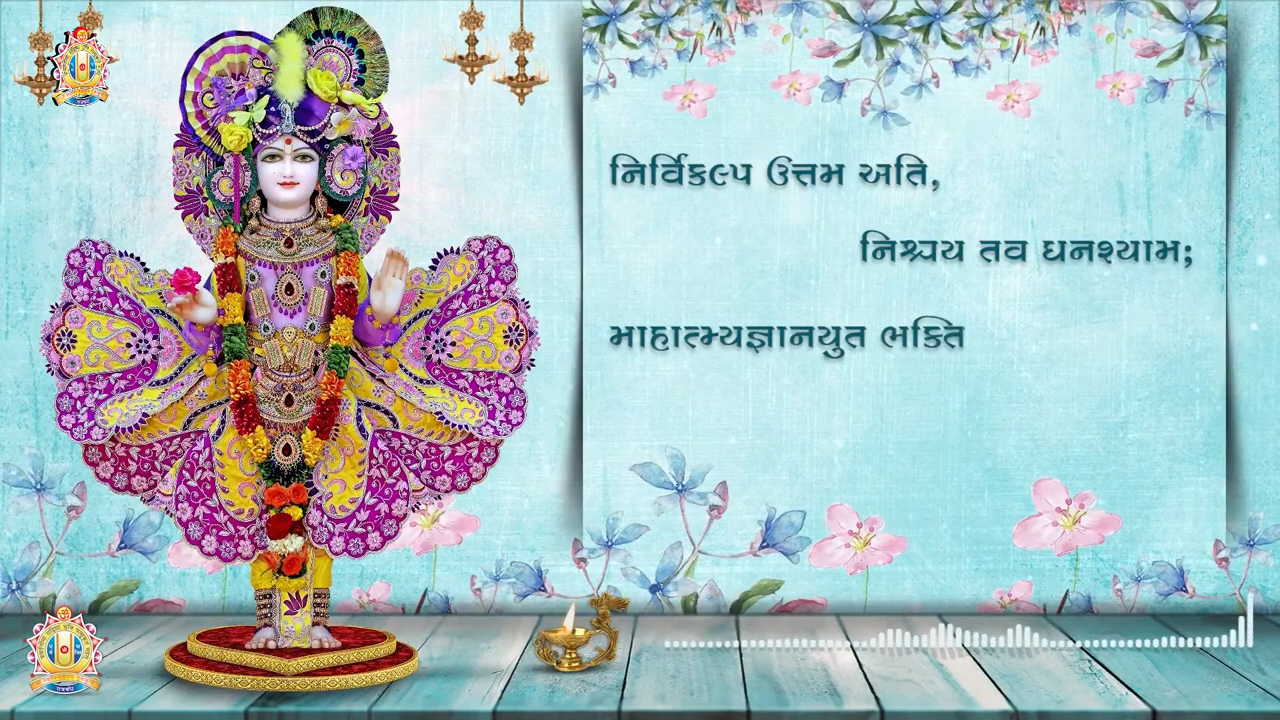 નિર્વિકલ્પ ઉત્તમ અતિ,
નિશ્ચય તવ ઘનશ્યામ;
માહાત્મ્યજ્ઞાનયુત ભક્તિ